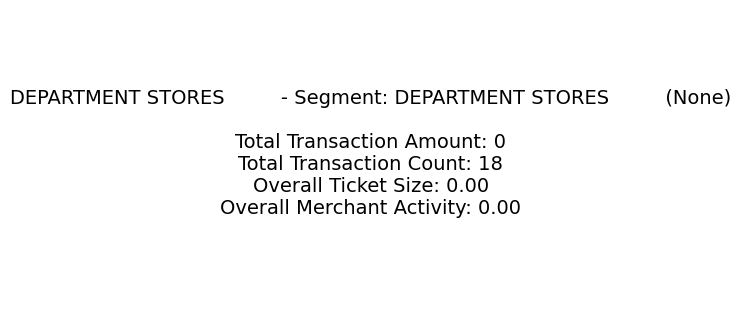 DEPARTMENT STORES          - Segment: DEPARTMENT STORES          (None)
Total Transaction Amount: 0
Total Transaction Count: 18
Overall Ticket Size: 0.00
Overall Merchant Activity: 0.00